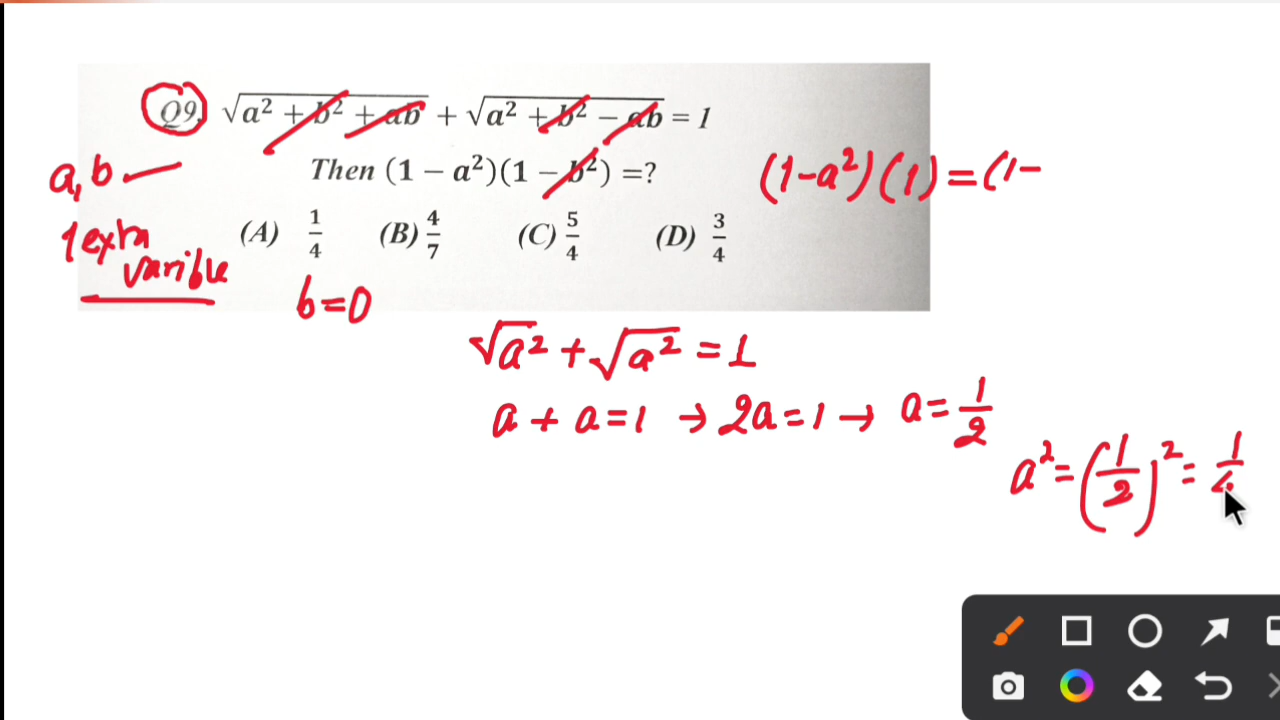 Q9. √(a² + b² + ab) + √(a² + b² − ab) = 1
Then (1 − a²)(1 − b²) =?
(A) 1/4 (B) 4/7 (C) 5/4 (D) 3/4
a, b —
1 extra
varible
b=0
(1-a²)(1)=(1-
√a² + √a² = 1
a + a = 1 → 2a = 1 → a = 1/2
a² = (1/2)² = 1/4